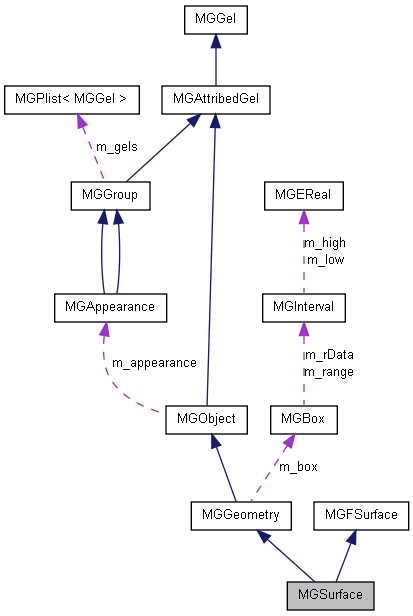 MGGel
MGPlist< MGGel >
MGAttribedGel
m_gels
MGGroup
MGEReal
m_high
m_low
MGAppearance
MGInterval
m_appearance
m_rData
m_range
MGObject
MGBox
m_box
MGGeometry
MGFSurface
MGSurface